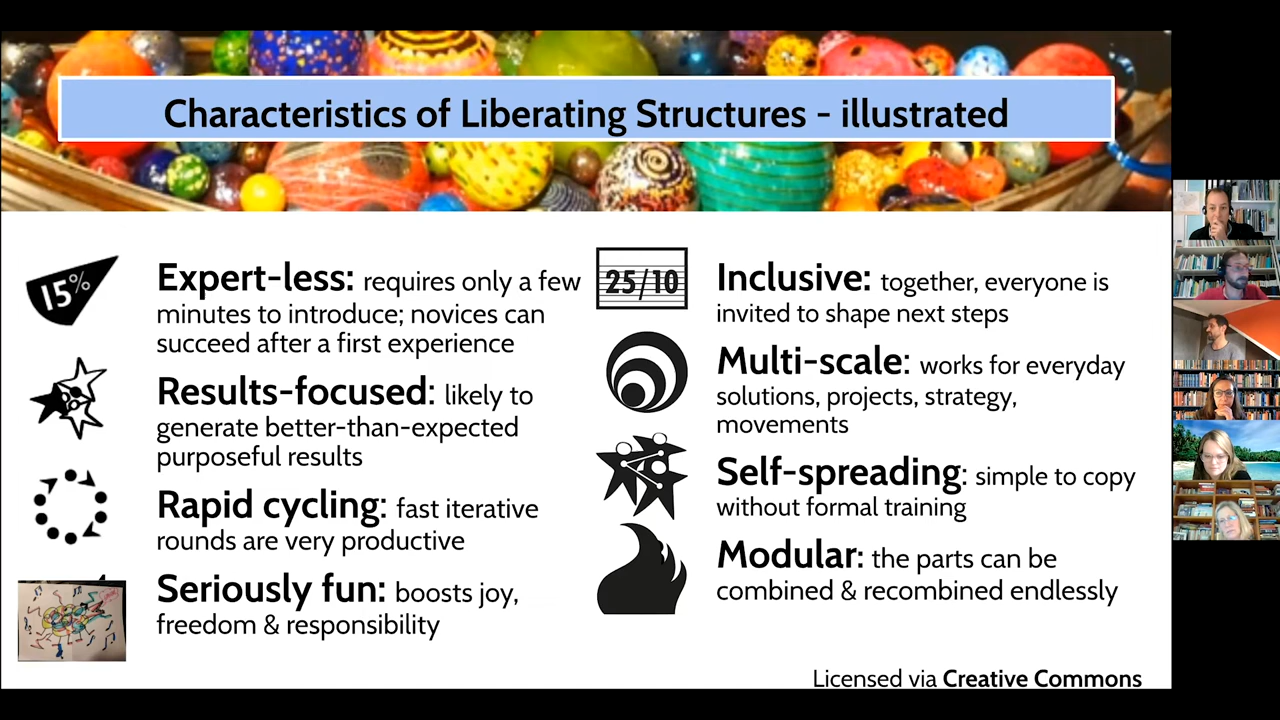 Characteristics of Liberating Structures - illustrated
15%
Expert-less: requires only a few
minutes to introduce; novices can
succeed after a first experience
Results-focused: likely to
generate better-than-expected
purposeful results
Rapid cycling: fast iterative
rounds are very productive
Seriously fun: boosts joy,
freedom & responsibility
25/10
Inclusive: together, everyone is
invited to shape next steps
Multi-scale: works for everyday
solutions, projects, strategy,
movements
Self-spreading: simple to copy
without formal training
Modular: the parts can be
combined & recombined endlessly
Licensed via Creative Commons